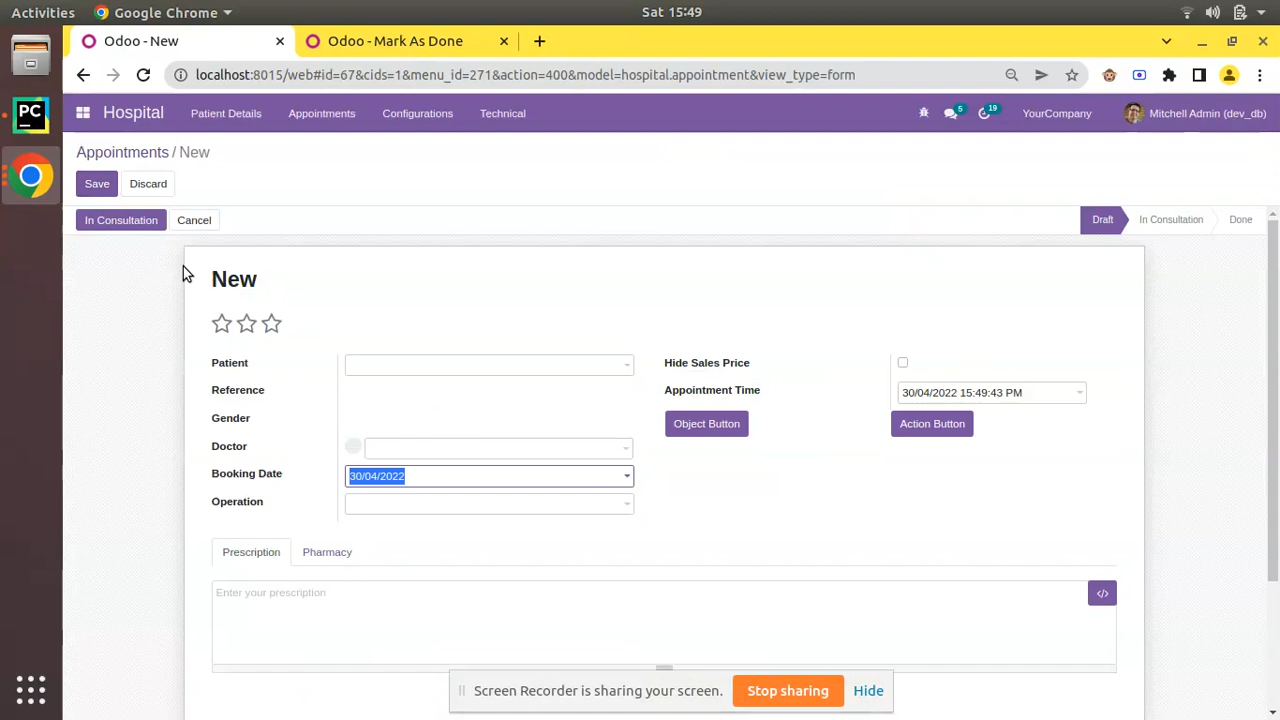 Activities
Google Chrome
Sat 15:49
Odoo - New
Odoo - Mark As Done
localhost:8015/web#id=67&cids=1&menu_id=271&action=400&model=hospital.appointment&view_type=form
Hospital
Patient Details
Appointments
Configurations
Technical
5
19
YourCompany
Mitchell Admin (dev_db)
Appointments / New
Save
Discard
In Consultation
Cancel
Draft
In Consultation
Done
New
Patient
Reference
Gender
Doctor
Booking Date
30/04/2022
Operation
Hide Sales Price
Appointment Time
30/04/2022 15:49:43 PM
Object Button
Action Button
Prescription
Pharmacy
Enter your prescription
</>
Screen Recorder is sharing your screen.
Stop sharing
Hide
PC